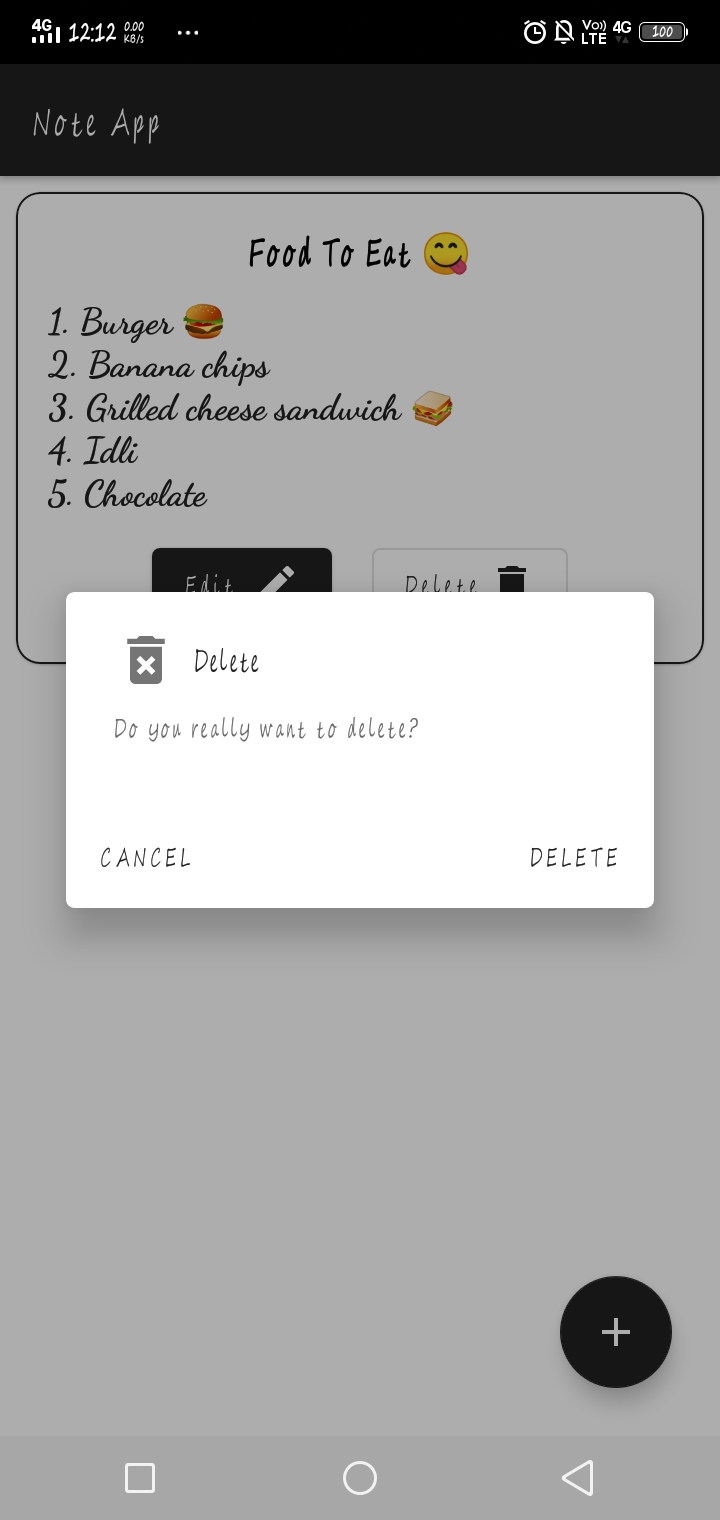 4G 12:12 0.00 KB/s ... Vo)) LTE 4G 100
Note App
Food To Eat 😋
1. Burger 🍔
2. Banana chips
3. Grilled cheese sandwich 🥪
4. Idli
5. Chocolate
Edit Delete
Delete
Do you really want to delete?
CANCEL DELETE